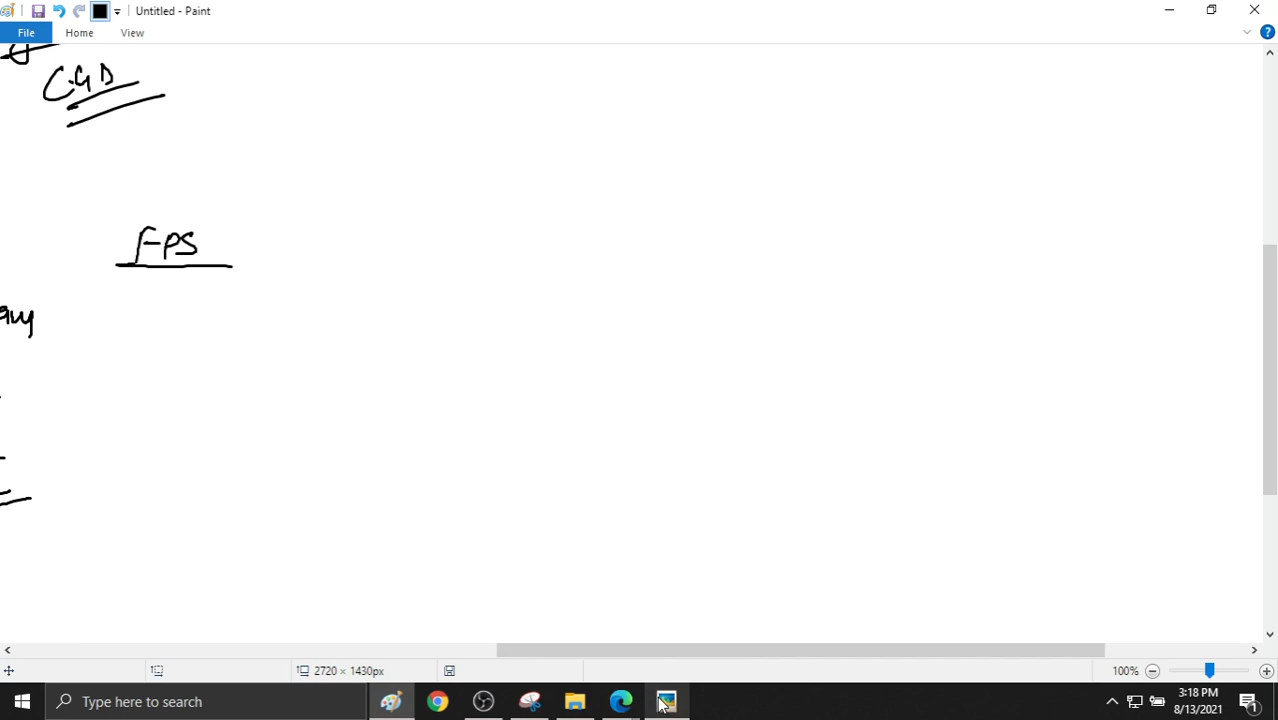 Untitled - Paint
File Home View
C.G.D
FPS
2720 × 1430px
100%
Type here to search
3:18 PM
8/13/2021
1